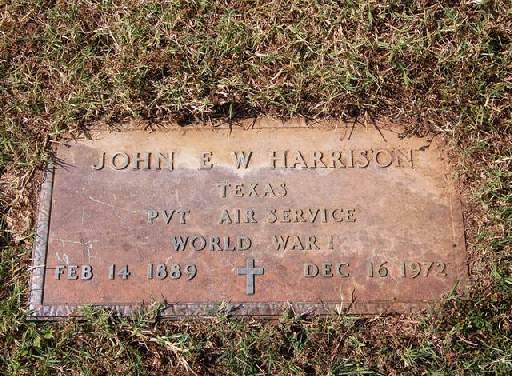 JOHN E W HARRISON
TEXAS
PVT AIR SERVICE
WORLD WAR I
FEB 14 1889 DEC 16 1972